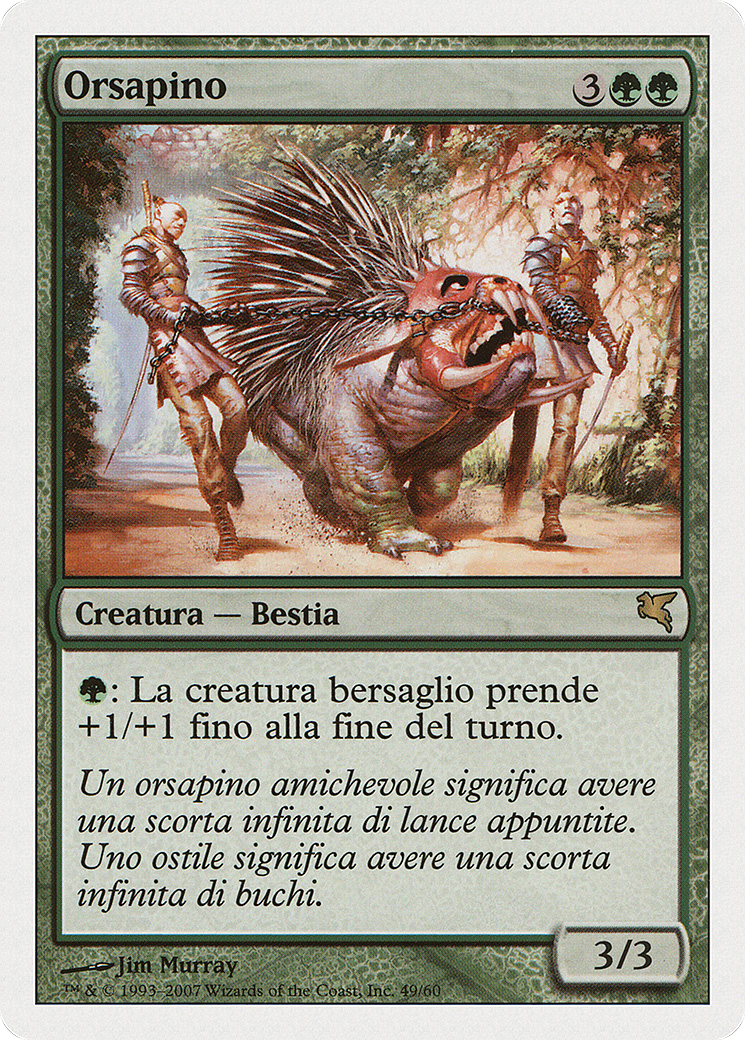 Orsapino
3
Creatura — Bestia
: La creatura bersaglio prende
+1/+1 fino alla fine del turno.
Un orsapino amichevole significa avere
una scorta infinita di lance appuntite.
Uno ostile significa avere una scorta
infinita di buchi.
3/3
Jim Murray
™ & © 1993–2007 Wizards of the Coast, Inc. 49/60